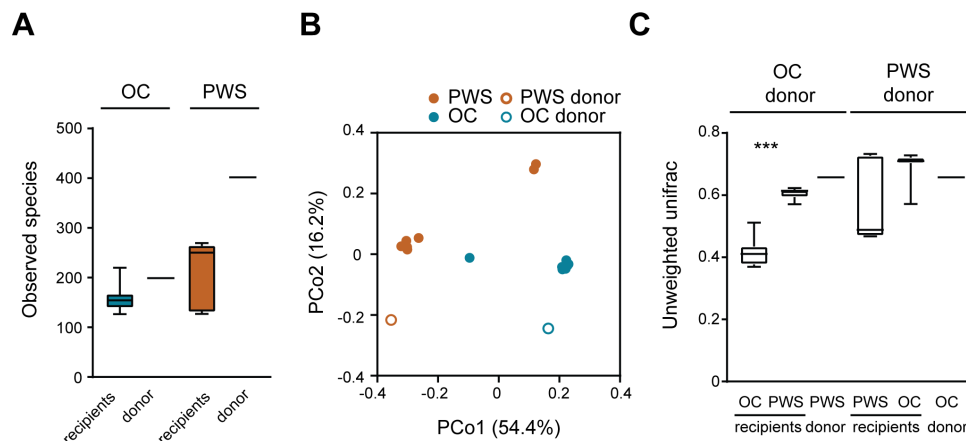 A
OC PWS
Observed species
500
400
300
200
100
0
recipients donor recipients donor
B
PWS PWS donor
OC OC donor
PCo2 (16.2%)
0.4
0.2
0
-0.2
-0.4
-0.4 -0.2 0 0.2 0.4
PCo1 (54.4%)
C
OC PWS
donor donor
Unweighted unifrac
0.8
0.6
0.4
0.2
0
***
OC PWS PWS PWS OC OC
recipients donor recipients donor